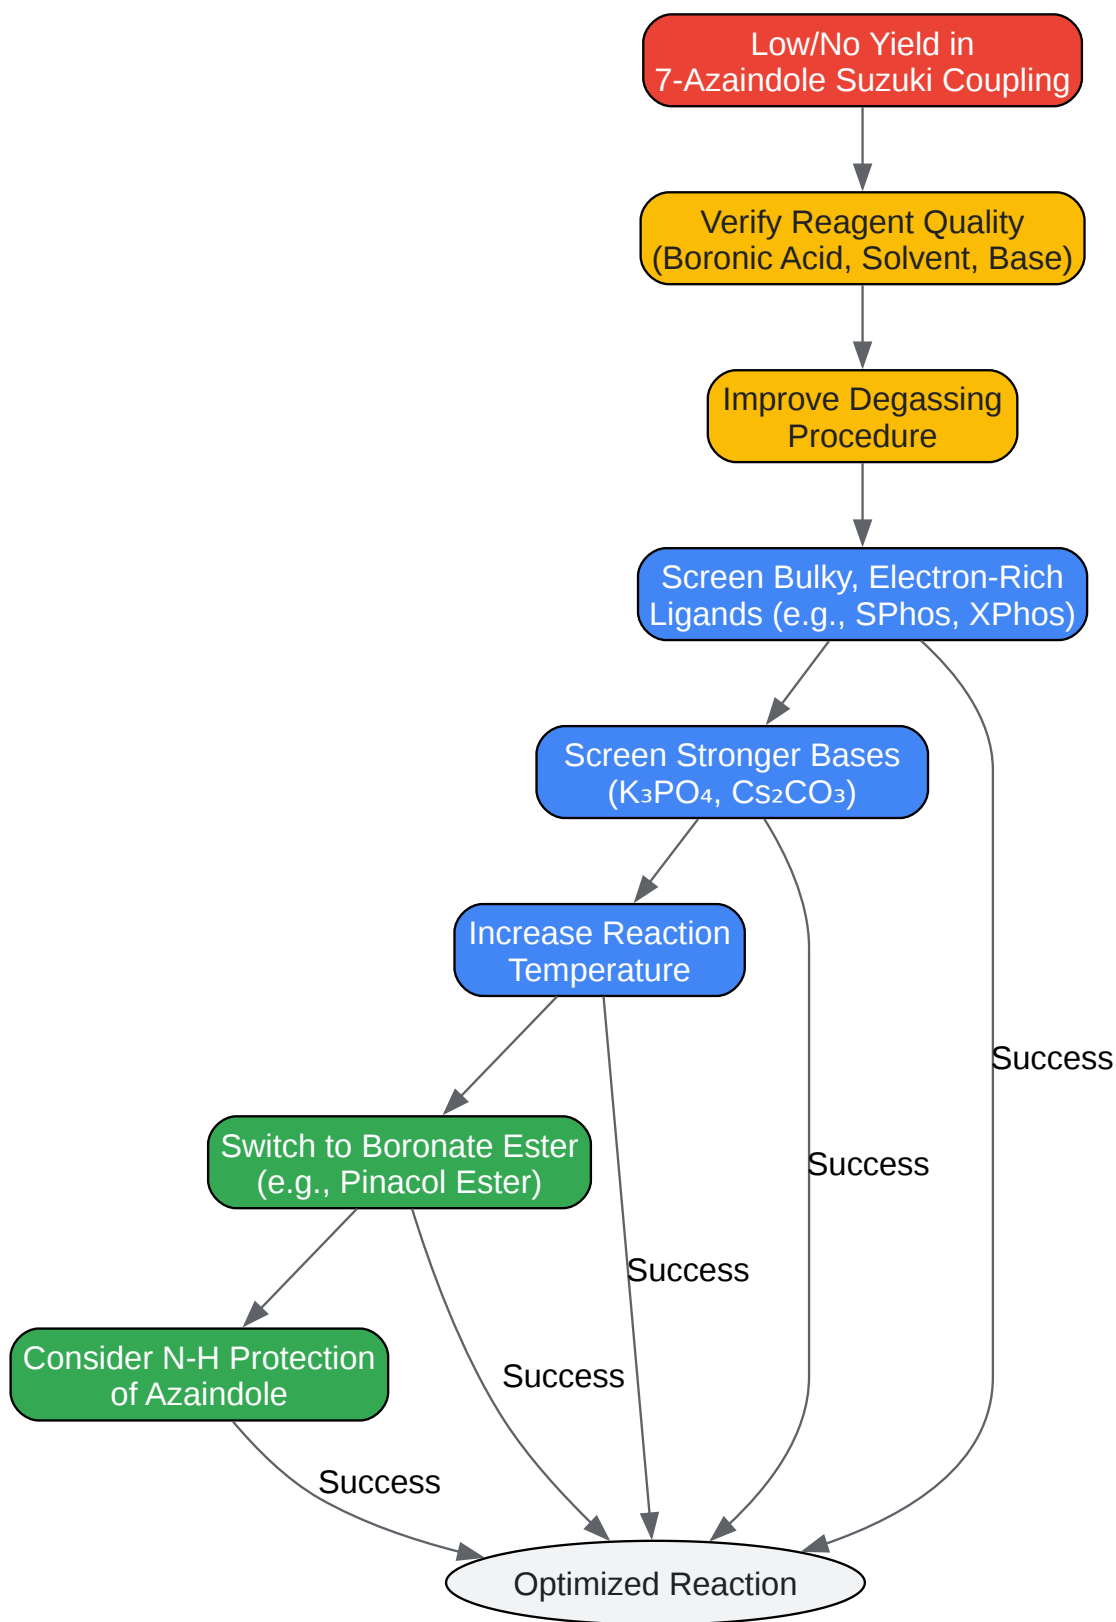 Low/No Yield in
7-Azaindole Suzuki Coupling
Verify Reagent Quality
(Boronic Acid, Solvent, Base)
Improve Degassing
Procedure
Screen Bulky, Electron-Rich
Ligands (e.g., SPhos, XPhos)
Screen Stronger Bases
(K₃PO₄, Cs₂CO₃)
Increase Reaction
Temperature
Success
Switch to Boronate Ester
(e.g., Pinacol Ester)
Success
Success
Consider N-H Protection
of Azaindole
Success
Success
Optimized Reaction